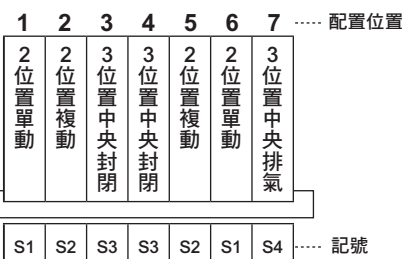 1 2 3 4 5 6 7 ····· 配置位置
2位置單動
2位置複動
3位置中央封閉
3位置中央封閉
2位置複動
2位置單動
3位置中央排氣
S1 S2 S3 S3 S2 S1 S4 ····· 記號